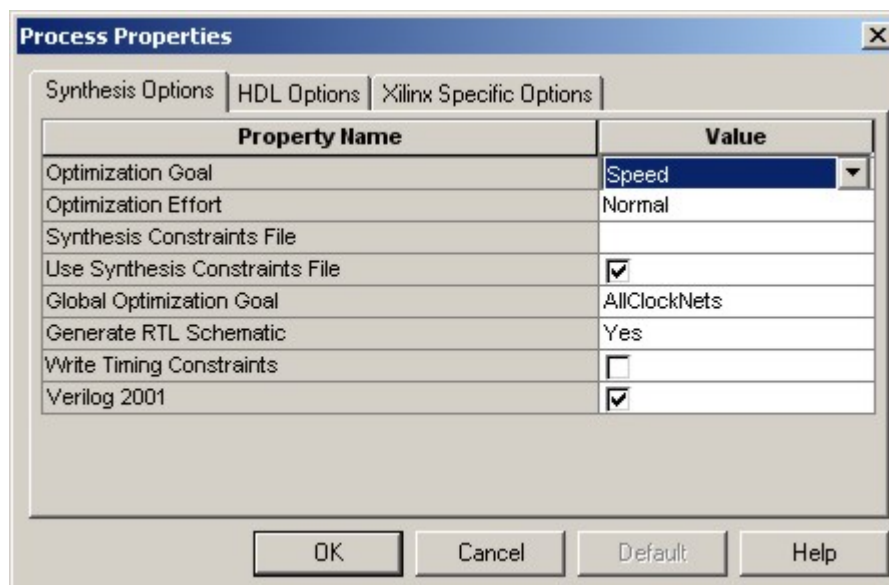 Process Properties
Synthesis Options HDL Options Xilinx Specific Options
Property Name Value
Optimization Goal Speed
Optimization Effort Normal
Synthesis Constraints File
Use Synthesis Constraints File
Global Optimization Goal AllClockNets
Generate RTL Schematic Yes
Write Timing Constraints
Verilog 2001
OK Cancel Default Help